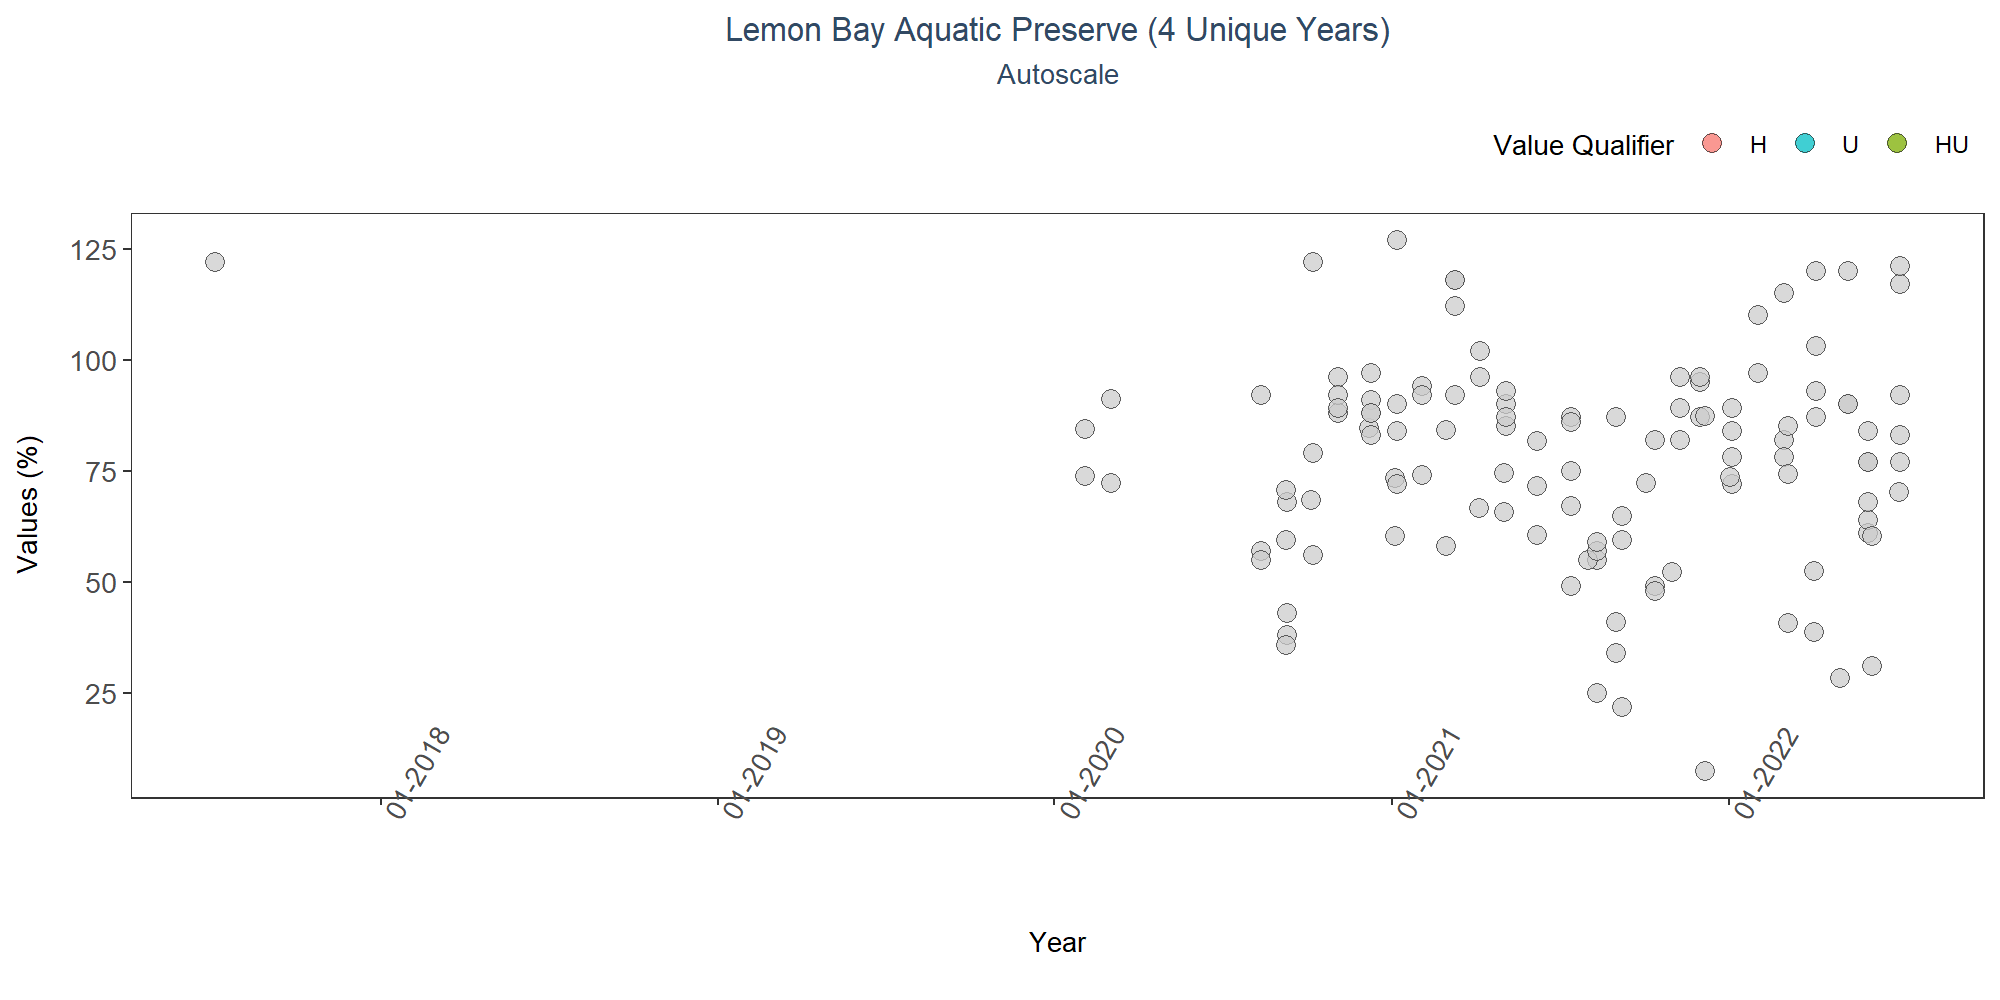 Lemon Bay Aquatic Preserve (4 Unique Years)
Autoscale
Value Qualifier H U HU
125
100
75
50
25
Values (%)
01-2018 01-2019 01-2020 01-2021 01-2022
Year